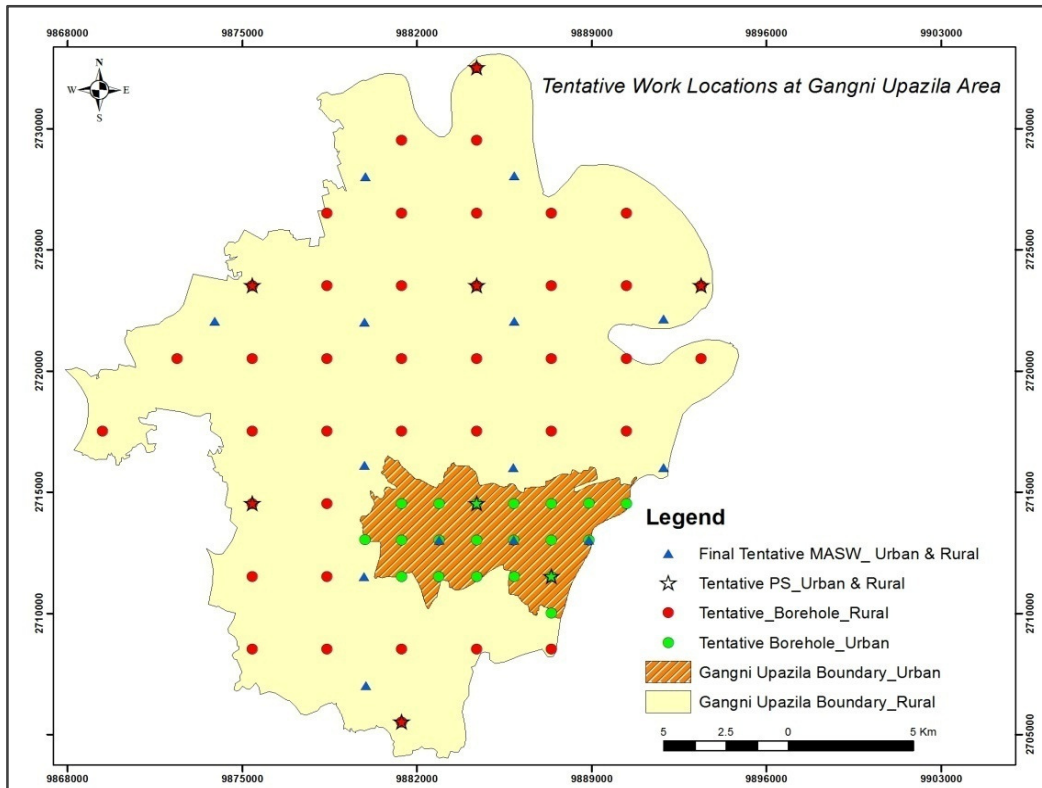 9868000 9875000 9882000 9889000 9896000 9903000
Tentative Work Locations at Gangni Upazila Area
N
W E
S
2730000 2730000
2725000 2725000
2720000 2720000
2715000 2715000
2710000 2710000
2705000 2705000
Legend
Final Tentative MASW_ Urban & Rural
Tentative PS_Urban & Rural
Tentative_Borehole_Rural
Tentative Borehole_Urban
Gangni Upazila Boundary_Urban
Gangni Upazila Boundary_Rural
5 2.5 0 5 Km
9868000 9875000 9882000 9889000 9896000 9903000